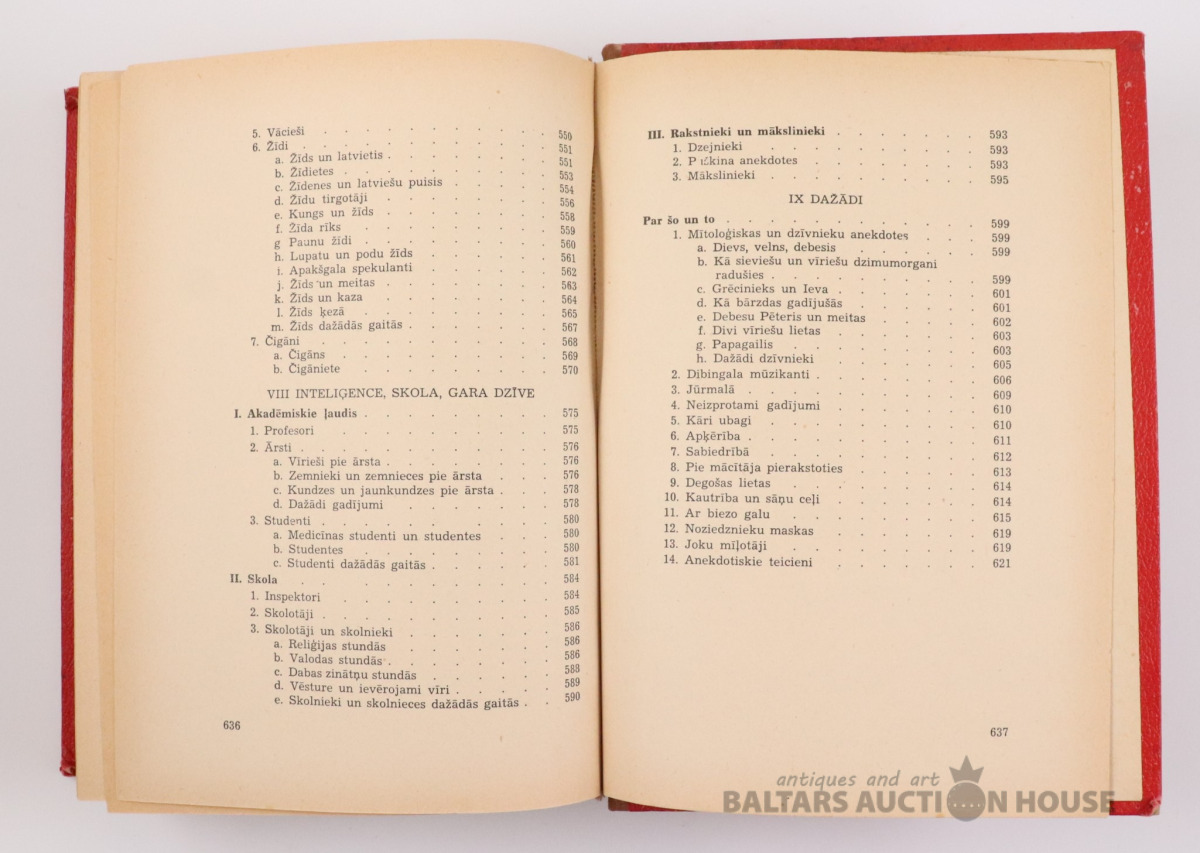 5. Vācieši . . . . . . . . . . 550
6. Žīdi . . . . . . . . . . 551
a. Žīds un latvietis . . . . . . . 551
b. Žīdietes . . . . . . . . 553
c. Žīdenes un latviešu puisis . . . . 554
d. Žīdu tirgotāji . . . . . . . 556
e. Kungs un žīds . . . . . . 558
f. Žīda rīks . . . . . . . . 559
g Paunu žīdi . . . . . . . 560
h. Lupatu un podu žīds . . . . . 561
i. Apakšgala spekulanti . . . . . 562
j. Žīds un meitas . . . . . . 563
k. Žīds un kaza . . . . . . 564
l. Žīds ķezā . . . . . . . 565
m. Žīds dažādās gaitās . . . . . . 567
7. Čigāni . . . . . . . . . 568
a. Čigāns . . . . . . . . 569
b. Čigāniete . . . . . . . 570
VIII INTELIĢENCE, SKOLA, GARA DZĪVE
I. Akadēmiskie ļaudis . . . . . . . . 575
1. Profesori . . . . . . . . 575
2. Ārsti . . . . . . . . . . 576
a. Vīrieši pie ārsta . . . . . . . 576
b. Zemnieki un zemnieces pie ārsta . . . 576
c. Kundzes un jaunkundzes pie ārsta . . . 578
d. Dažādi gadījumi . . . . . . 578
3. Studenti . . . . . . . . . 580
a. Medicīnas studenti un studentes . . . 580
b. Studentes . . . . . . . 580
c. Studenti dažādās gaitās . . . . . 581
II. Skola . . . . . . . . . . 584
1. Inspektori . . . . . . . . 584
2. Skolotāji . . . . . . . . . 585
3. Skolotāji un skolnieki . . . . . . 586
a. Reliģijas stundās . . . . . . 586
b. Valodas stundās . . . . . . 586
c. Dabas zinātņu stundās . . . . . 588
d. Vēsture un ievērojami vīri . . . . 589
e. Skolnieki un skolnieces dažādās gaitās . . 590
636
III. Rakstnieki un mākslinieki . . . . . . . 593
1. Dzejnieki . . . . . . . . 593
2. Puškina anekdotes . . . . . . . 593
3. Mākslinieki . . . . . . . . 595
IX DAŽĀDI
Par šo un to . . . . . . . . . . 599
1. Mītoloģiskas un dzīvnieku anekdotes . . . 599
a. Dievs, velns, debesis . . . . . 599
b. Kā sieviešu un vīriešu dzimumorgani
radušies . . . . . . . . . 599
c. Grēcinieks un Ieva . . . . . . 601
d. Kā bārzdas gadījušās . . . . . 601
e. Debesu Pēteris un meitas . . . . 602
f. Divi vīriešu lietas . . . . . . 603
g. Papagailis . . . . . . . . 603
h. Dažādi dzīvnieki . . . . . . 605
2. Dibingala mūzikanti . . . . . . . 606
3. Jūrmalā . . . . . . . . . 609
4. Neizprotami gadījumi . . . . . . 610
5. Kāri ubagi . . . . . . . . 610
6. Apķērība . . . . . . . . . 611
7. Sabiedrībā . . . . . . . . 612
8. Pie mācītāja pierakstoties . . . . . 613
9. Degošas lietas . . . . . . . 614
10. Kautrība un sāņu ceļi . . . . . . 614
11. Ar biezo galu . . . . . . . 615
12. Noziedznieku maskas . . . . . . 619
13. Joku mīļotāji . . . . . . . 619
14. Anekdotiskie teicieni . . . . . . 621
637
antiques and art
BALTARS AUCTION HOUSE